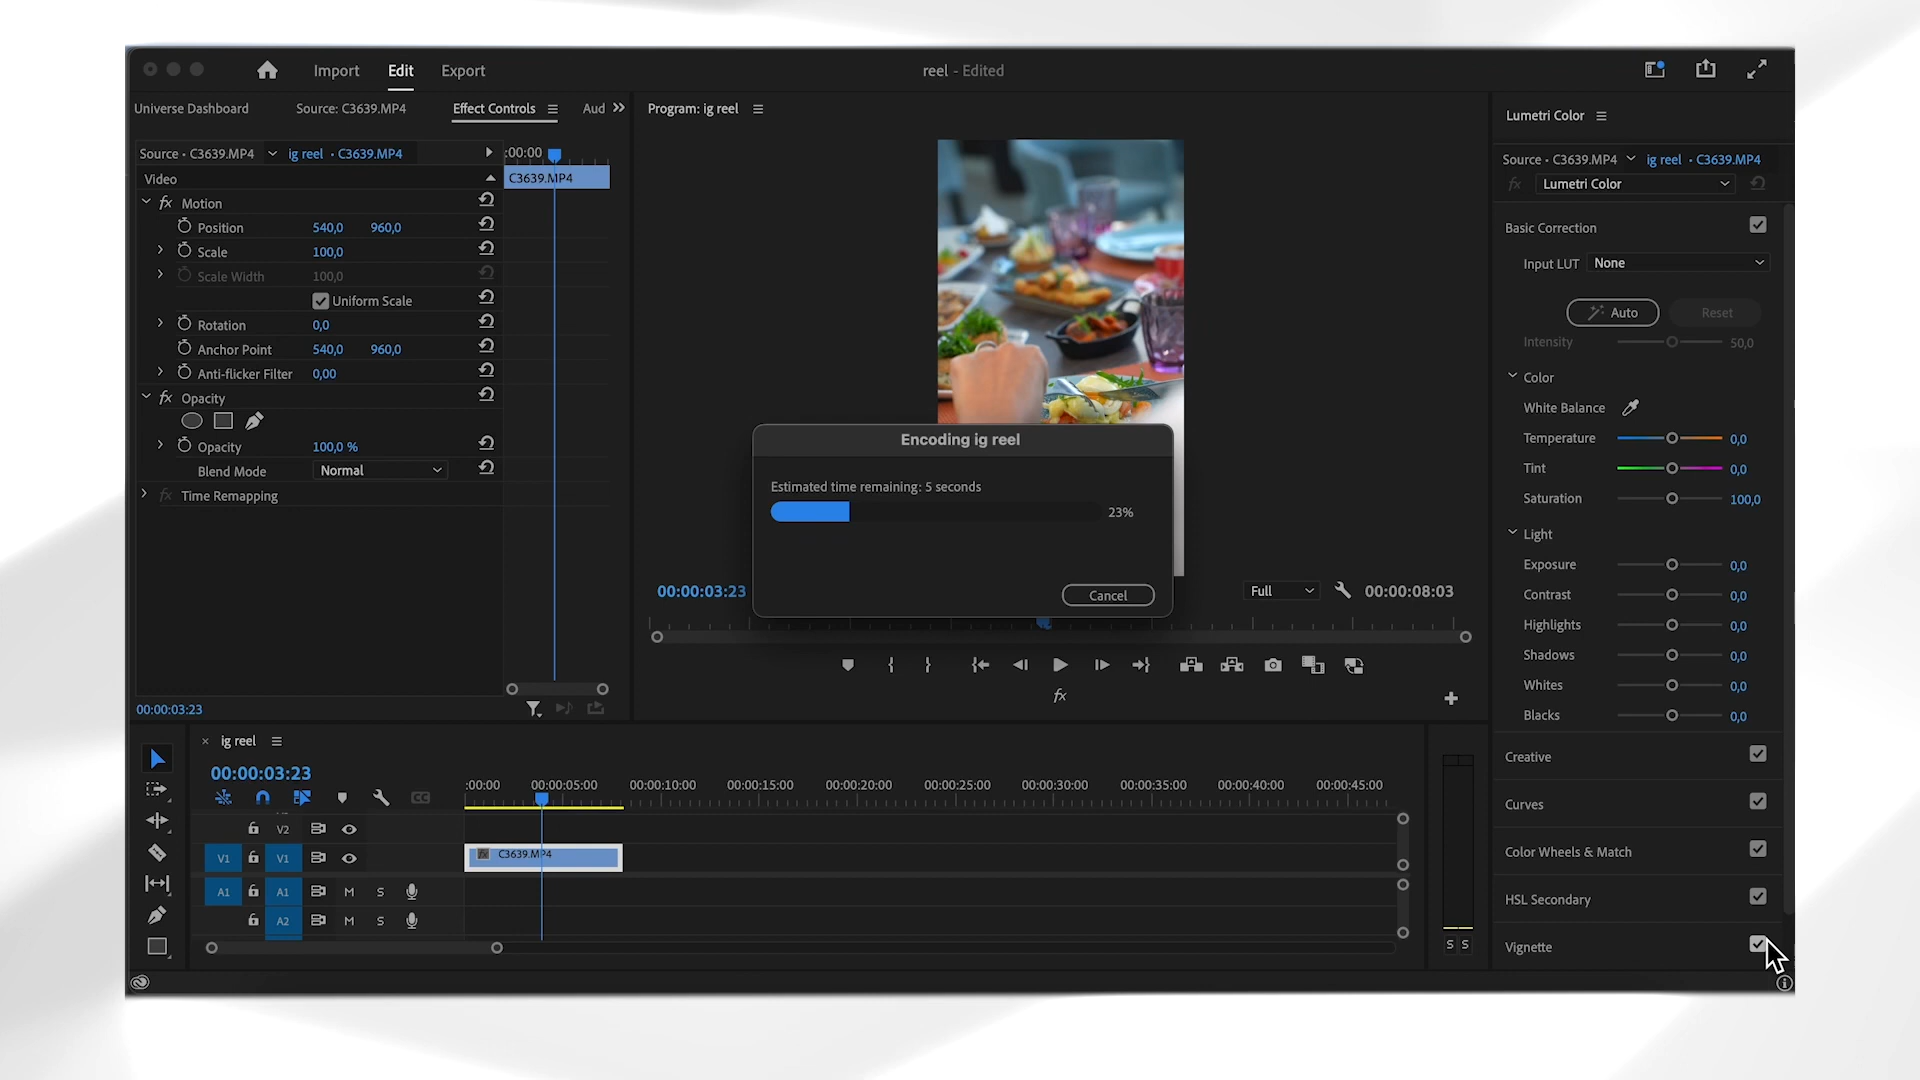 Import Edit Export
reel - Edited
Universe Dashboard Source: C3639.MP4 Effect Controls Aud
Program: ig reel
Lumetri Color
Source · C3639.MP4 ig reel · C3639.MP4
:00:00
Video
C3639.MP4
Motion
Position 540,0 960,0
Scale 100,0
Scale Width 100,0
Uniform Scale
Rotation 0,0
Anchor Point 540,0 960,0
Anti-flicker Filter 0,00
Opacity
Opacity 100,0 %
Blend Mode Normal
Time Remapping
00:00:03:23
Encoding ig reel
Estimated time remaining: 5 seconds
23%
Cancel
00:00:03:23
Full
00:00:08:03
fx
Source · C3639.MP4 ig reel · C3639.MP4
fx Lumetri Color
Basic Correction
Input LUT None
Auto Reset
Intensity 50,0
Color
White Balance
Temperature 0,0
Tint 0,0
Saturation 100,0
Light
Exposure 0,0
Contrast 0,0
Highlights 0,0
Shadows 0,0
Whites 0,0
Blacks 0,0
Creative
Curves
Color Wheels & Match
HSL Secondary
Vignette
ig reel
00:00:03:23
:00:00 00:00:05:00 00:00:10:00 00:00:15:00 00:00:20:00 00:00:25:00 00:00:30:00 00:00:35:00 00:00:40:00 00:00:45:00
V2
V1 V1 C3639.MP4
A1 A1 M S
A2 M S
S S